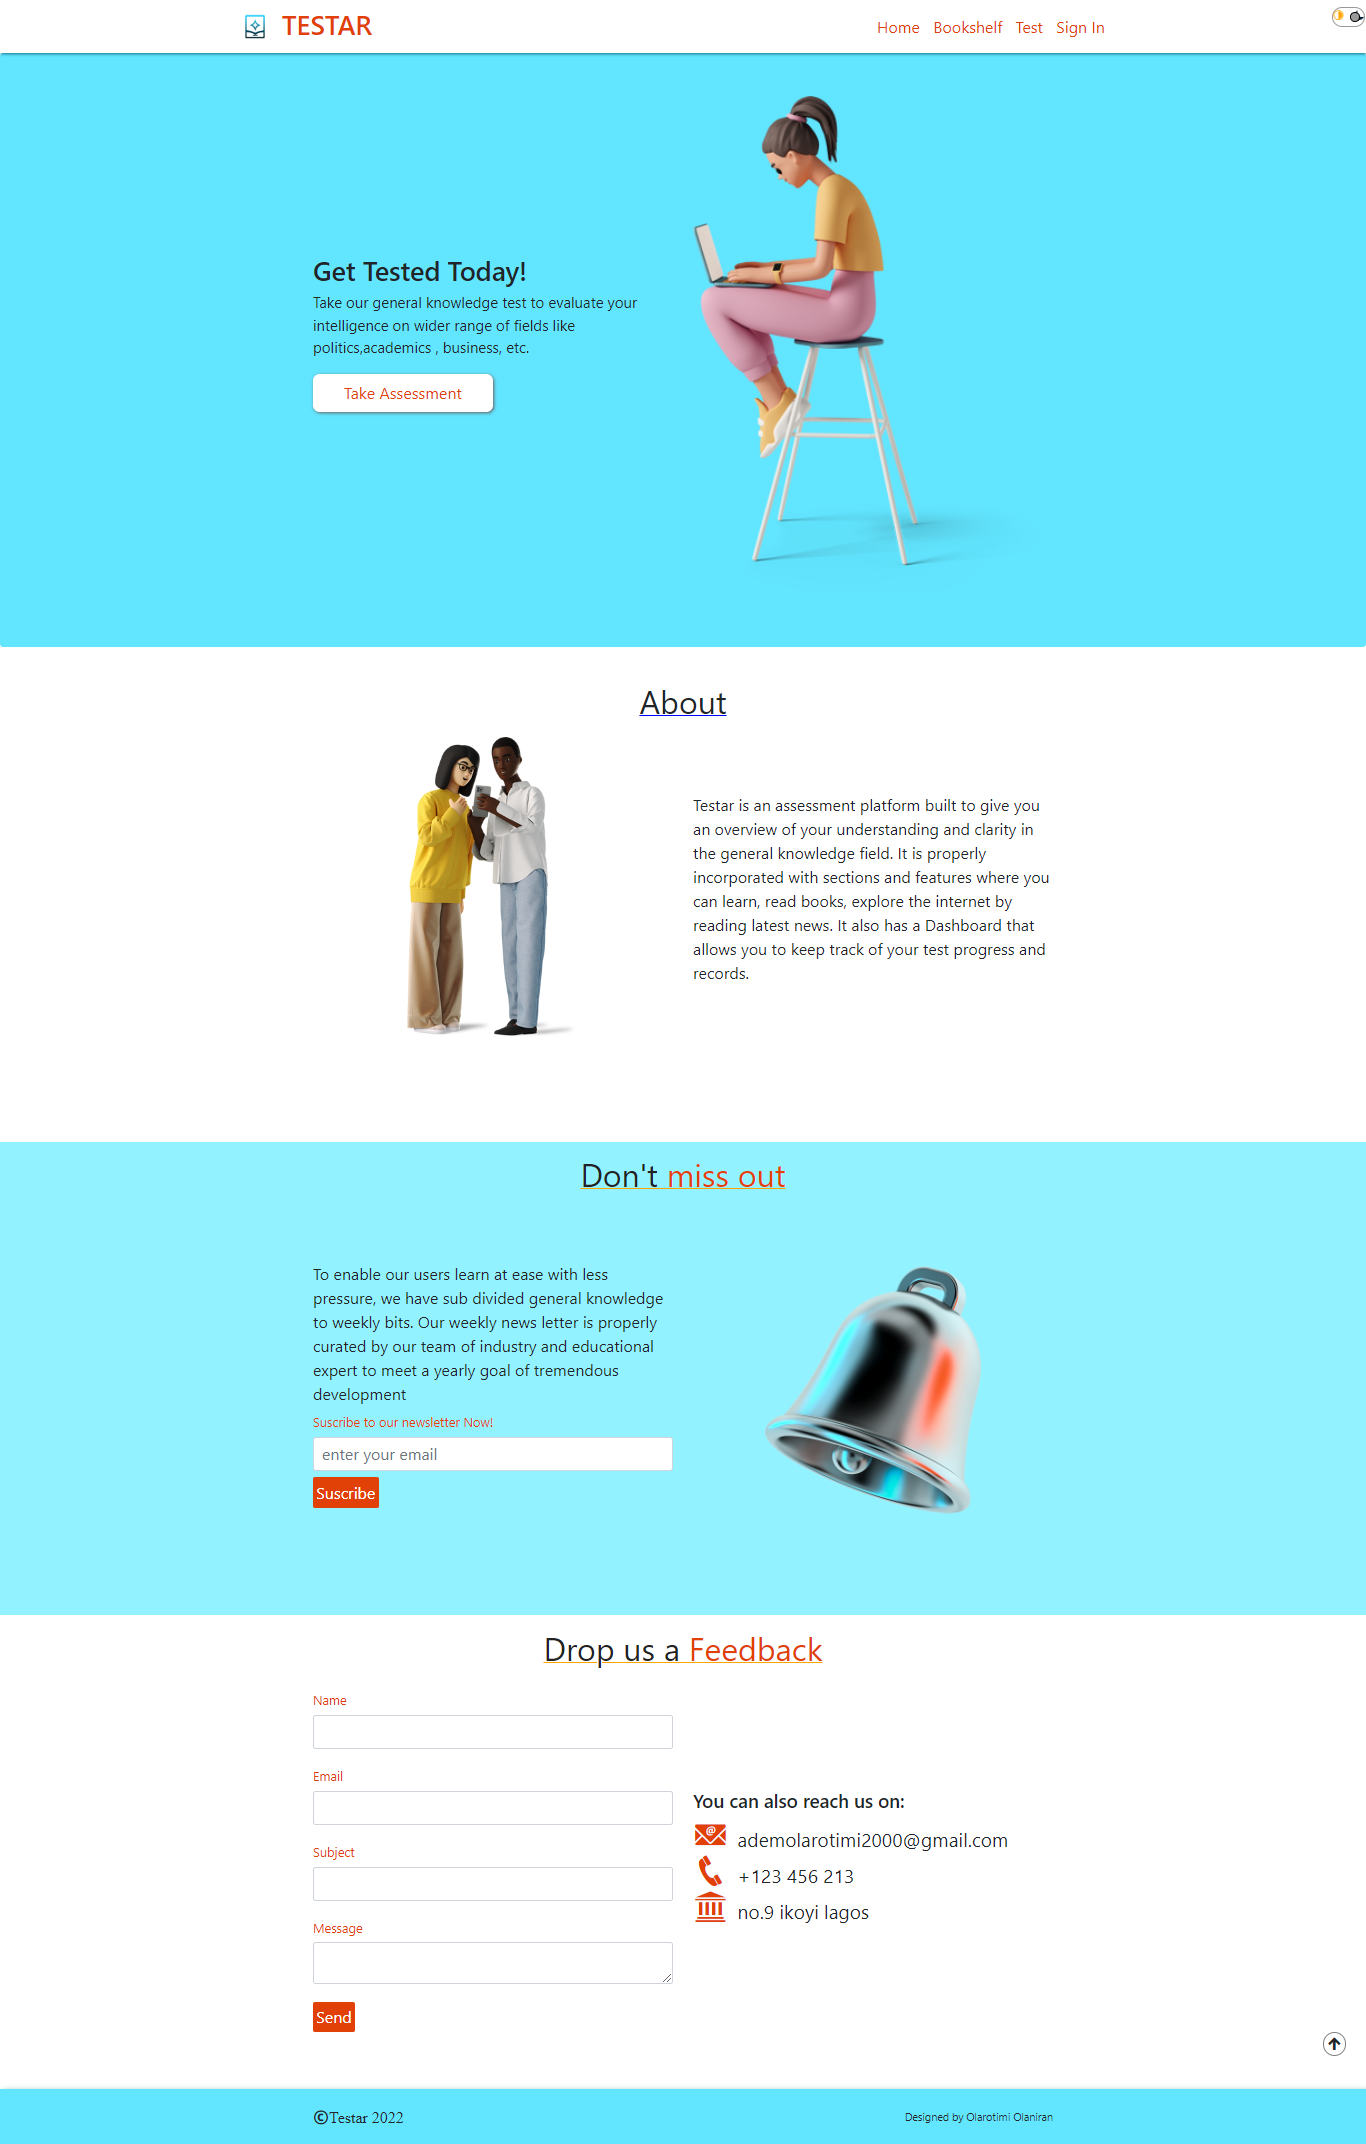 TESTAR
Home Bookshelf Test Sign In
Get Tested Today!
Take our general knowledge test to evaluate your
intelligence on wider range of fields like
politics,academics , business, etc.
Take Assessment
About
Testar is an assessment platform built to give you
an overview of your understanding and clarity in
the general knowledge field. It is properly
incorporated with sections and features where you
can learn, read books, explore the internet by
reading latest news. It also has a Dashboard that
allows you to keep track of your test progress and
records.
Don't miss out
To enable our users learn at ease with less
pressure, we have sub divided general knowledge
to weekly bits. Our weekly news letter is properly
curated by our team of industry and educational
expert to meet a yearly goal of tremendous
development
Suscribe to our newsletter Now!
enter your email
Suscribe
Drop us a Feedback
Name
Email
Subject
Message
Send
You can also reach us on:
ademolarotimi2000@gmail.com
+123 456 213
no.9 ikoyi lagos
©Testar 2022
Designed by Olarotimi Olaniran